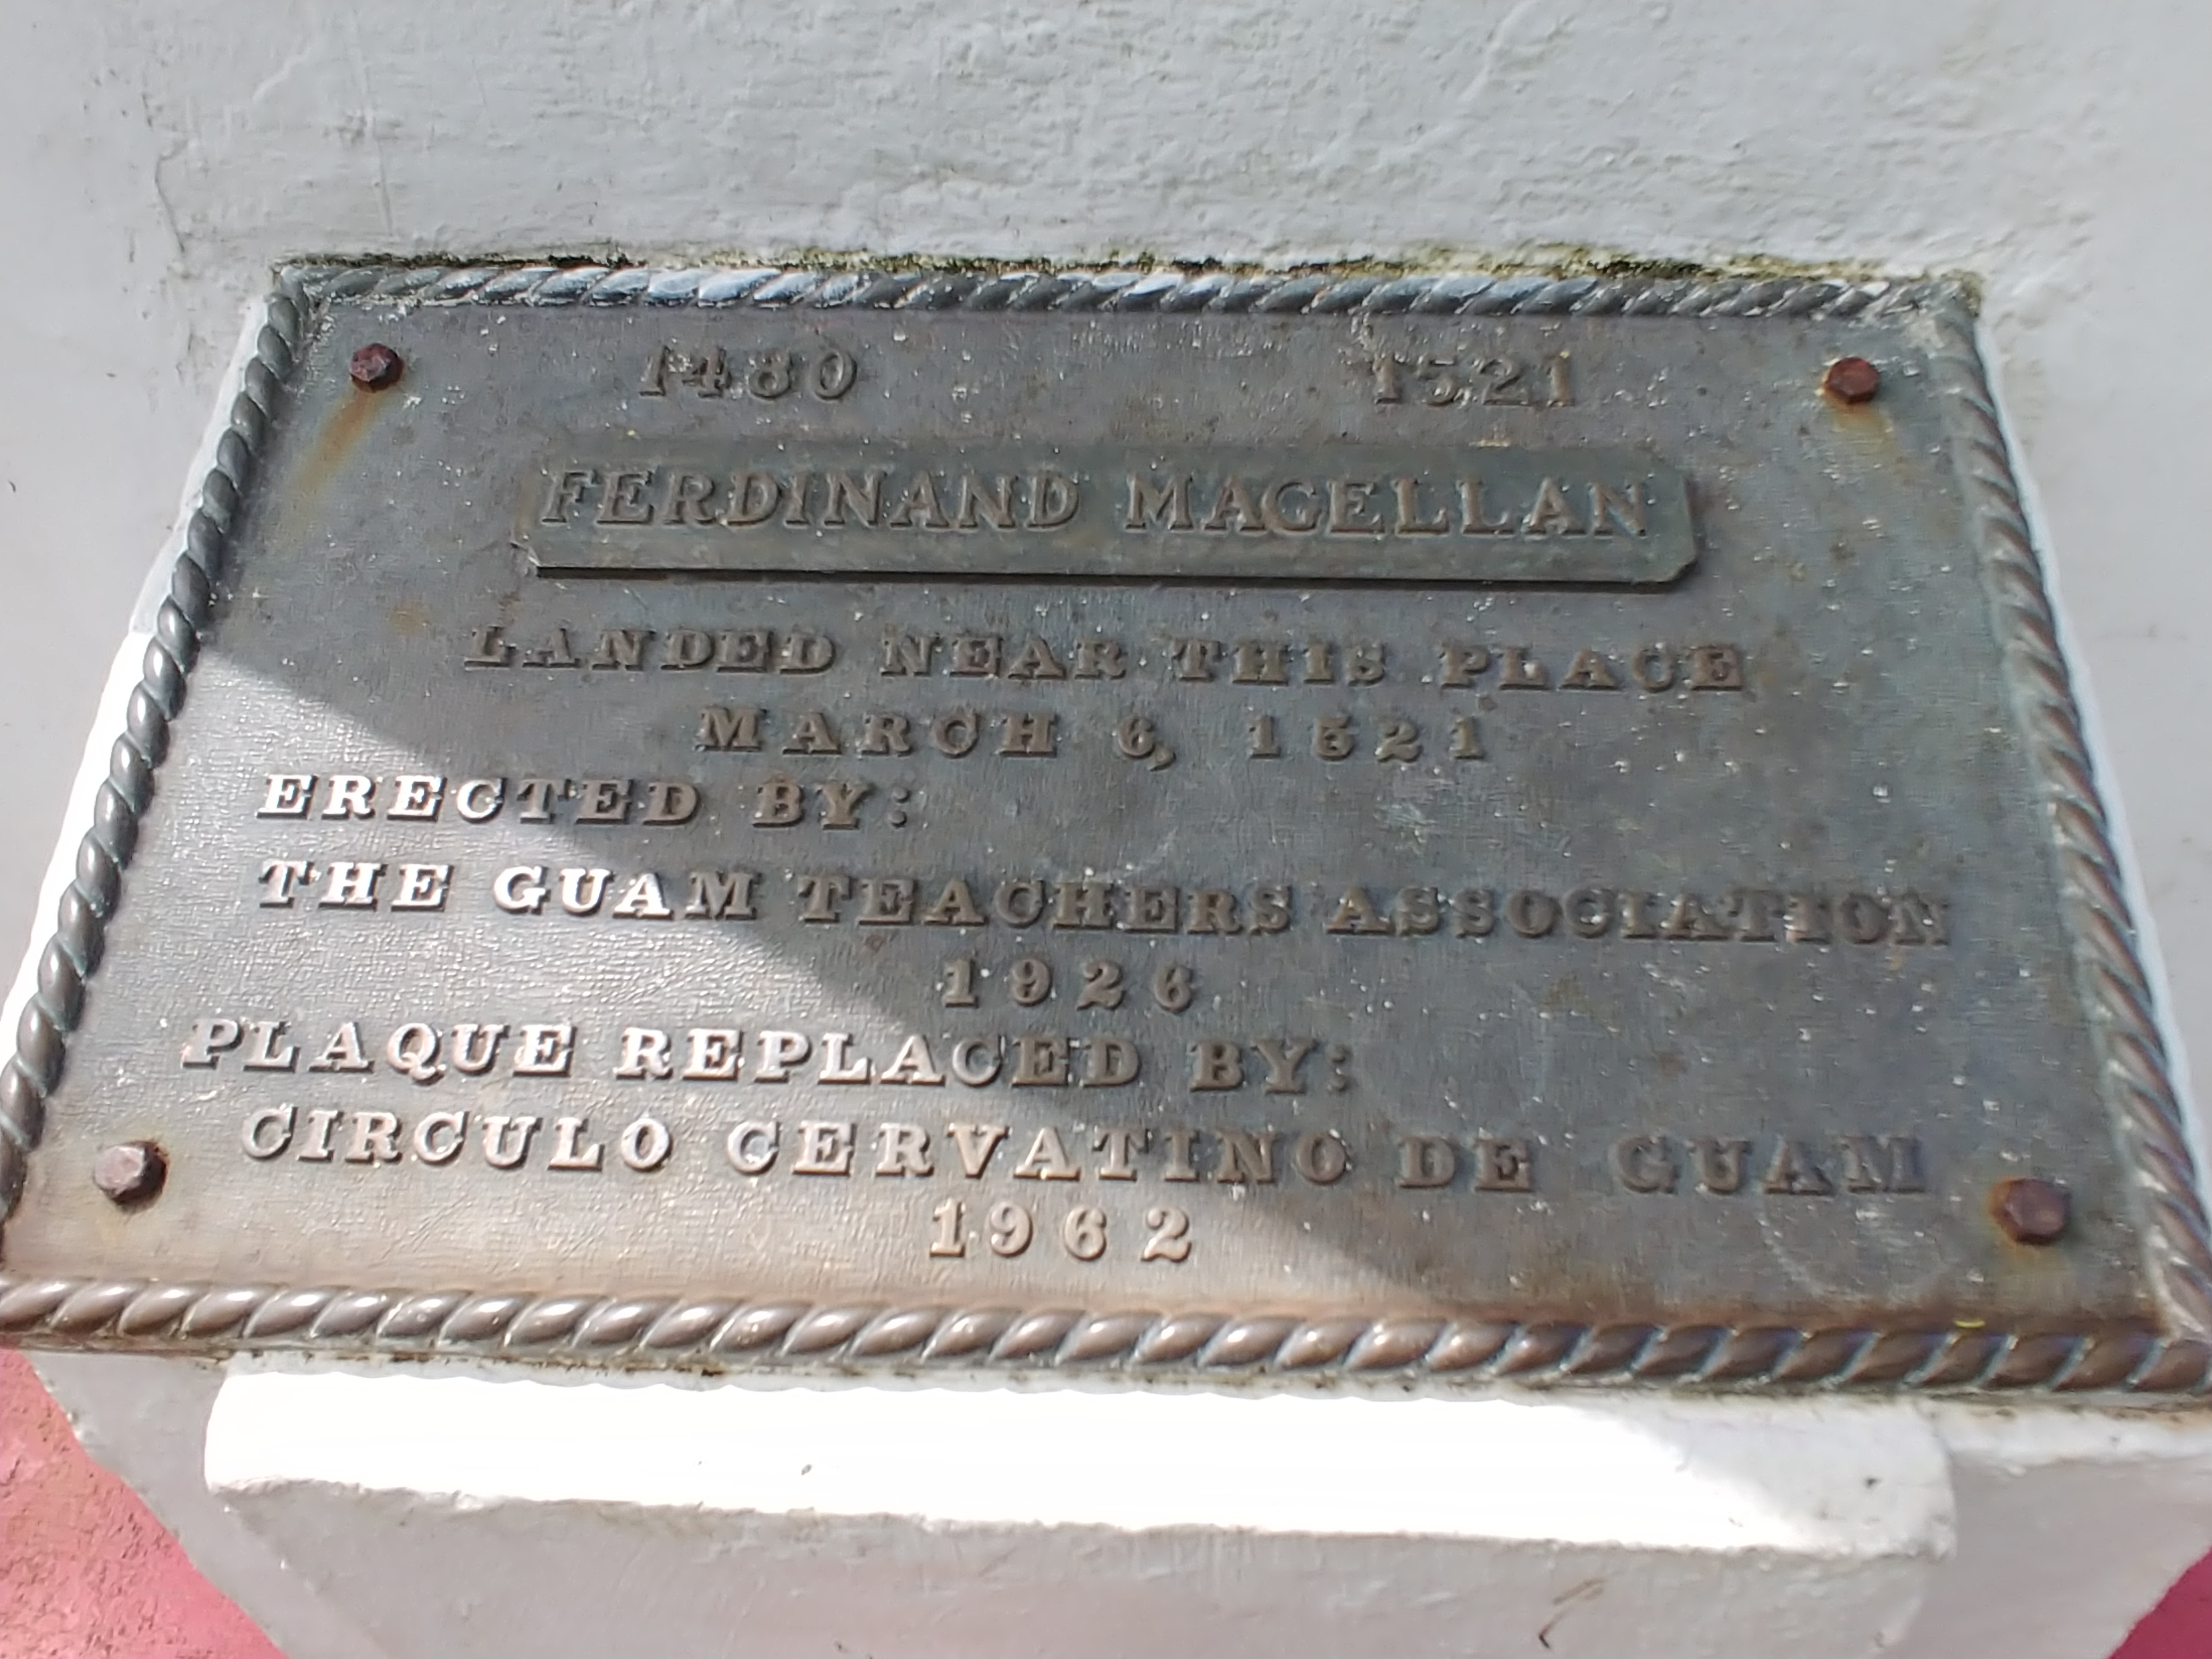 1480 1521
FERDINAND MAGELLAN
LANDED NEAR THIS PLACE
MARCH 6, 1521
ERECTED BY:
THE GUAM TEACHERS ASSOCIATION
1926
PLAQUE REPLACED BY:
CIRCULO CERVATINO DE GUAM
1962